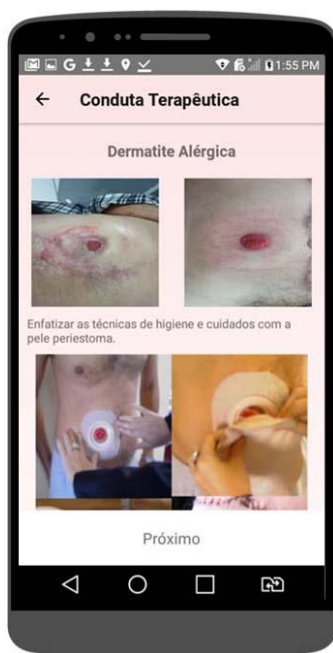 1:55 PM
Conduta Terapêutica
Dermatite Alérgica
Enfatizar as técnicas de higiene e cuidados com a
pele periestoma.
Próximo